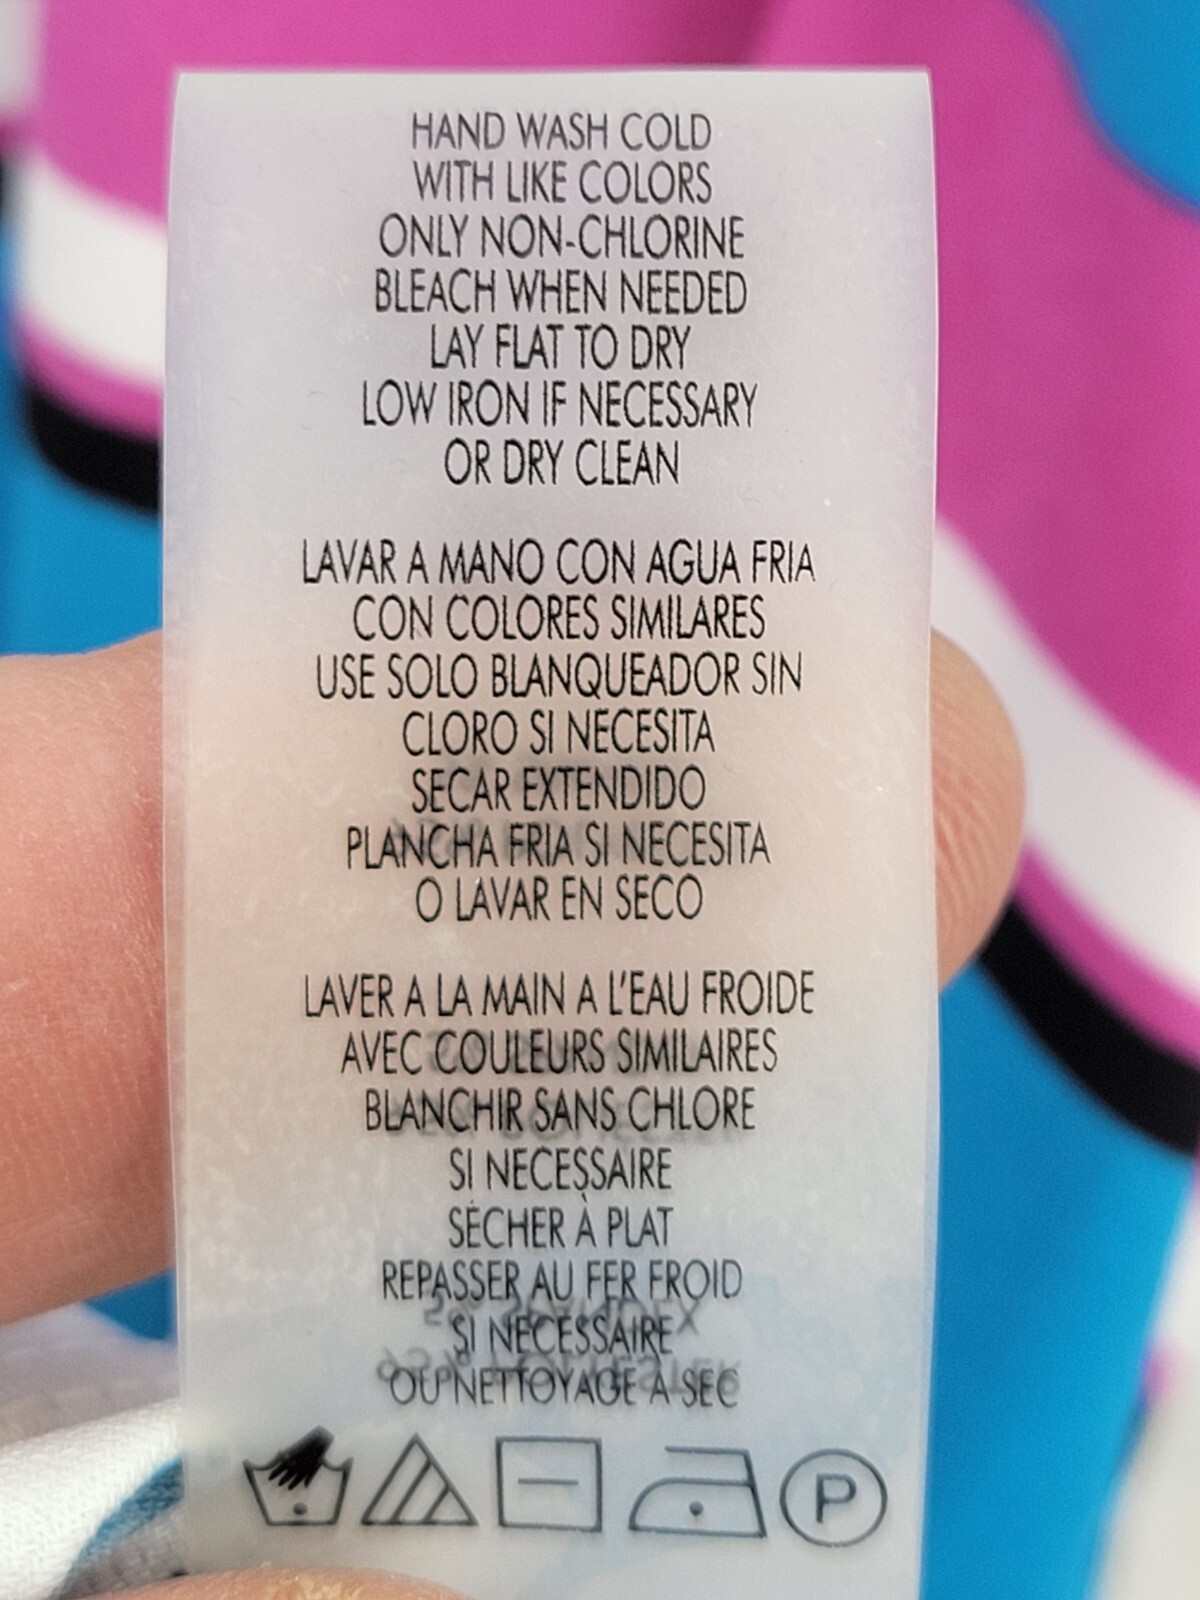 HAND WASH COLD
WITH LIKE COLORS
ONLY NON-CHLORINE
BLEACH WHEN NEEDED
LAY FLAT TO DRY
LOW IRON IF NECESSARY
OR DRY CLEAN
LAVAR A MANO CON AGUA FRIA
CON COLORES SIMILARES
USE SOLO BLANQUEADOR SIN
CLORO SI NECESITA
SECAR EXTENDIDO
PLANCHA FRIA SI NECESITA
O LAVAR EN SECO
LAVER A LA MAIN A L'EAU FROIDE
AVEC COULEURS SIMILAIRES
BLANCHIR SANS CHLORE
SI NECESSAIRE
SÉCHER À PLAT
REPASSER AU FER FROID
SI NECESSAIRE
OU NETTOYAGE A SEC
P